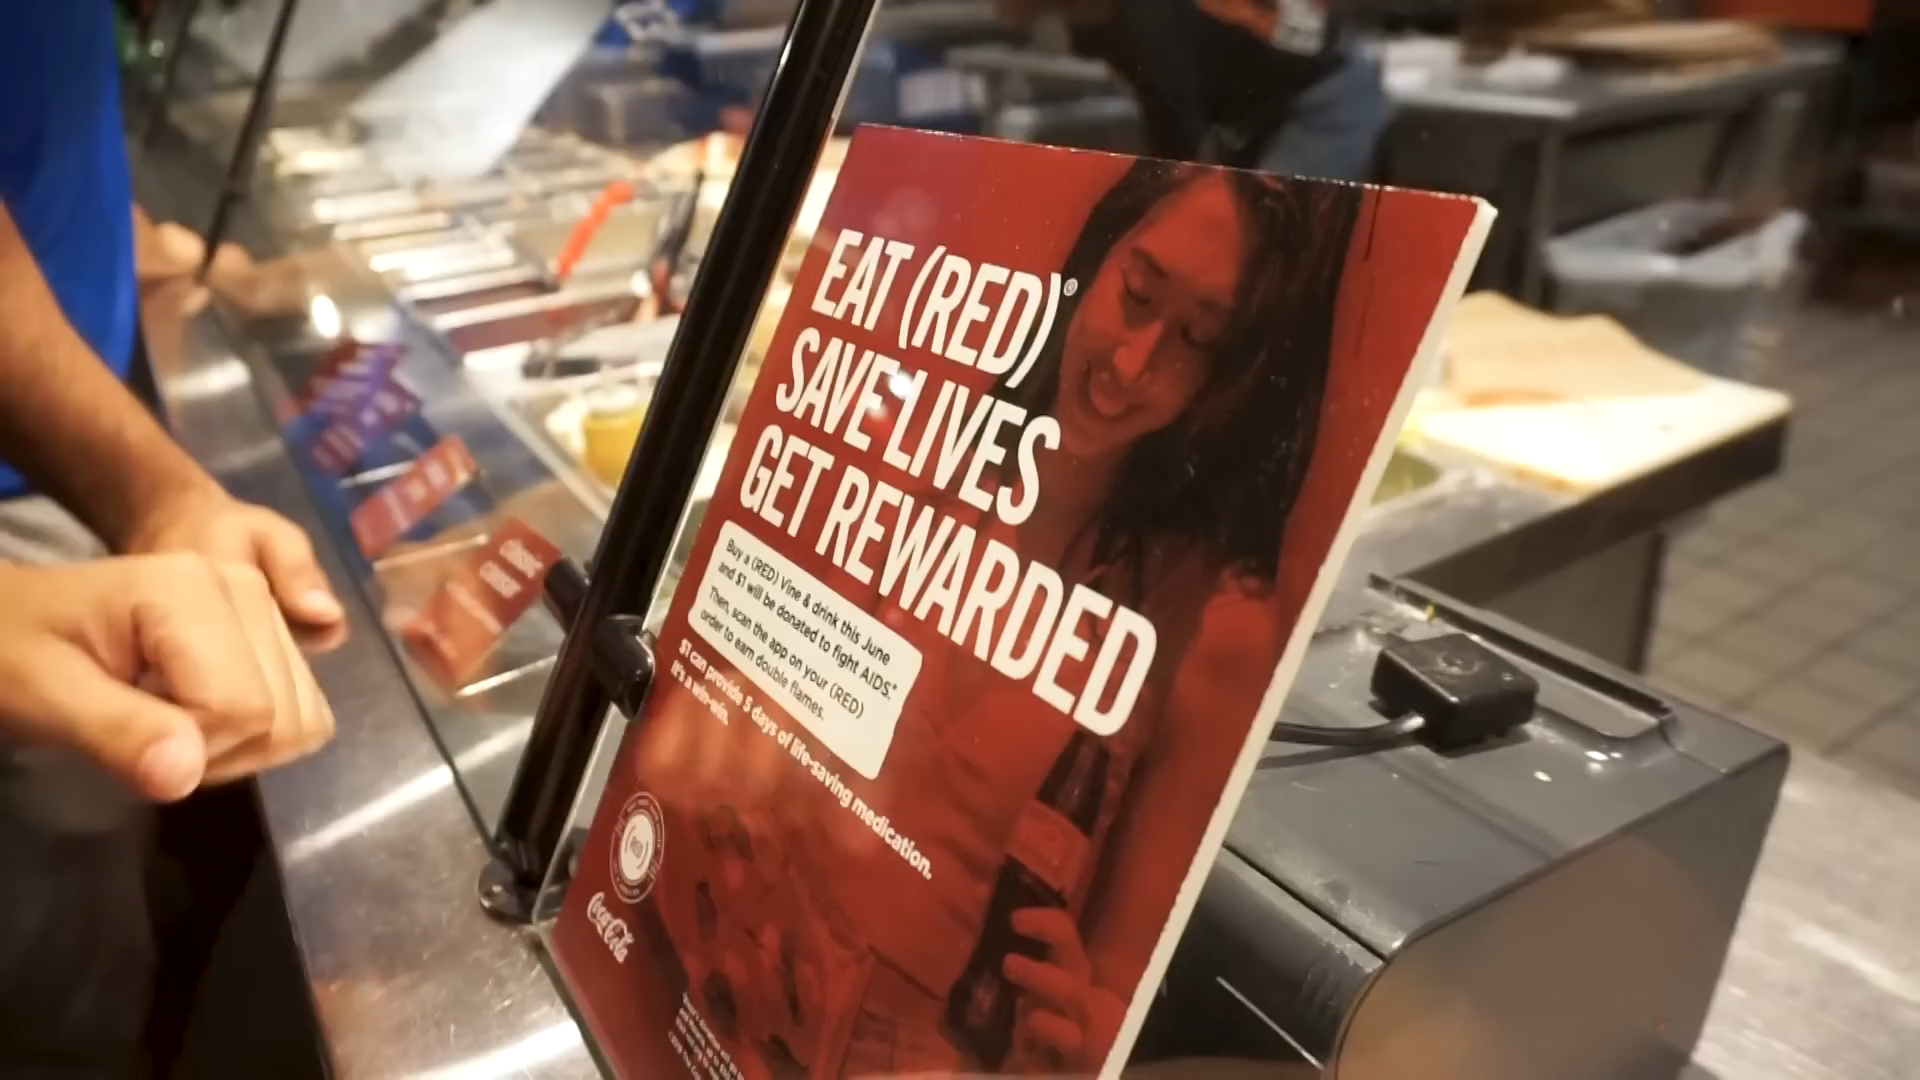 EAT (RED)®
SAVE LIVES
GET REWARDED
Buy a (RED) Vine & drink this June
and $1 will be donated to fight AIDS.*
Then, scan the app on your (RED)
order to earn double flames.
$1 can provide 5 days of life-saving medication.
It's a win-win.
(RED)
Coca-Cola
classic